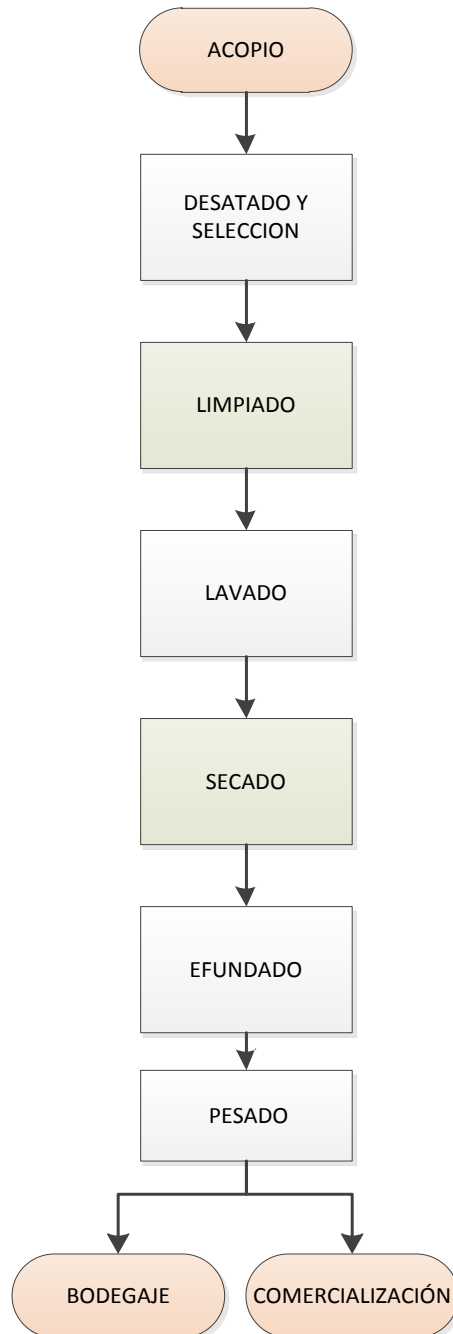 ACOPIO
DESATADO Y
SELECCION
LIMPIADO
LAVADO
SECADO
EFUNDADO
PESADO
BODEGAJE
COMERCIALIZACIÓN